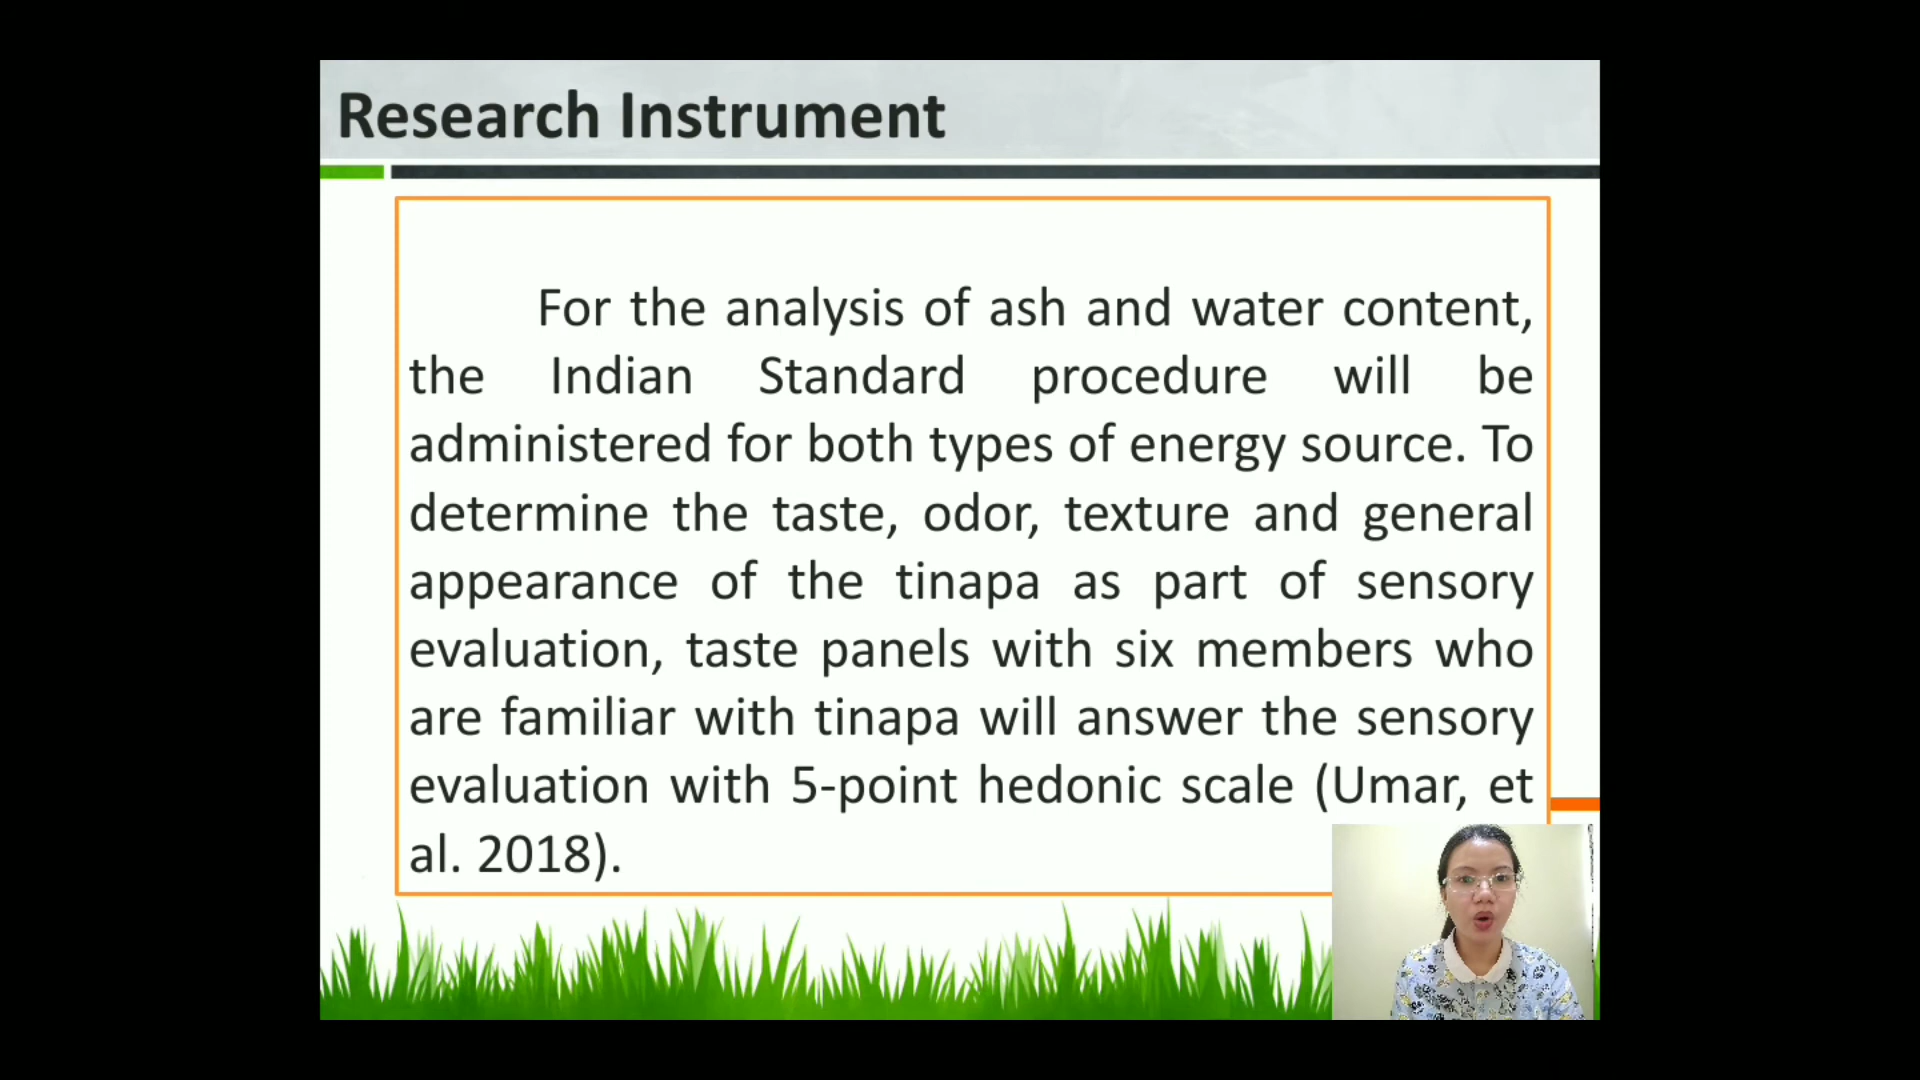 Research Instrument
For the analysis of ash and water content,
the Indian Standard procedure will be
administered for both types of energy source. To
determine the taste, odor, texture and general
appearance of the tinapa as part of sensory
evaluation, taste panels with six members who
are familiar with tinapa will answer the sensory
evaluation with 5-point hedonic scale (Umar, et
al. 2018).